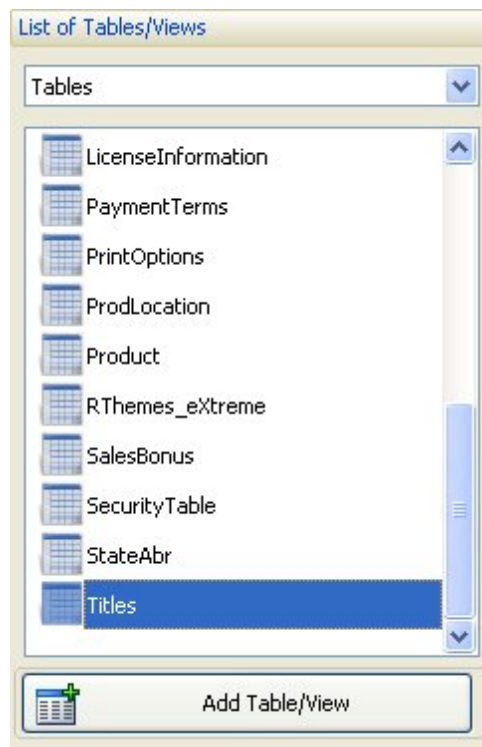 List of Tables/Views
Tables
LicenseInformation
PaymentTerms
PrintOptions
ProdLocation
Product
RThemes_eXtreme
SalesBonus
SecurityTable
StateAbr
Titles
Add Table/View